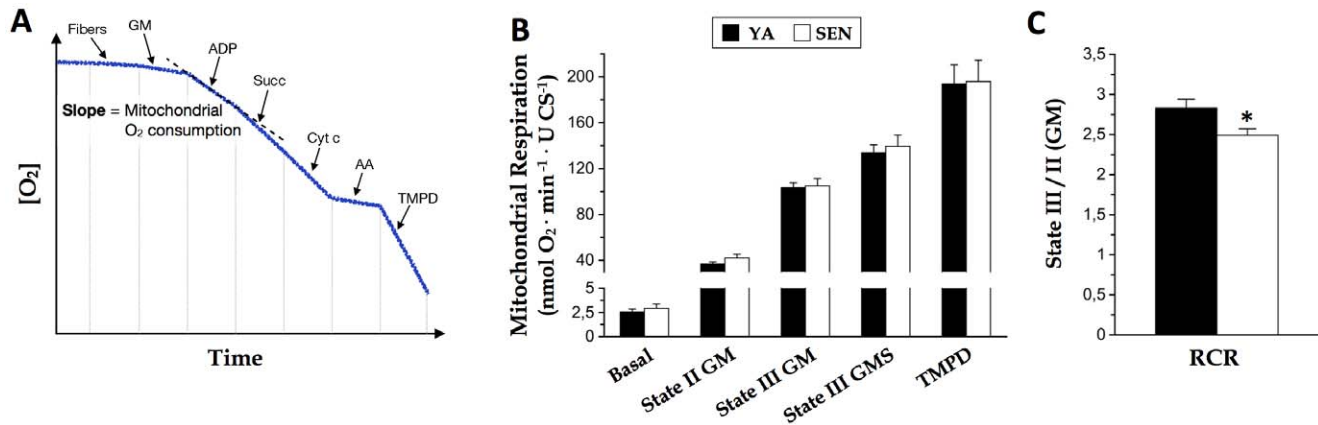 A
Fibers
GM
ADP
Succ
Cyt c
AA
TMPD
Slope = Mitochondrial
O₂ consumption
[O₂]
Time
B
YA
SEN
Mitochondrial Respiration
(nmol O₂ · min⁻¹ · U CS⁻¹)
200
160
120
80
40
5
2,5
0
Basal
State II GM
State III GM
State III GMS
TMPD
C
State III / II (GM)
3,5
3
2,5
2
1,5
1
0,5
0
*
RCR